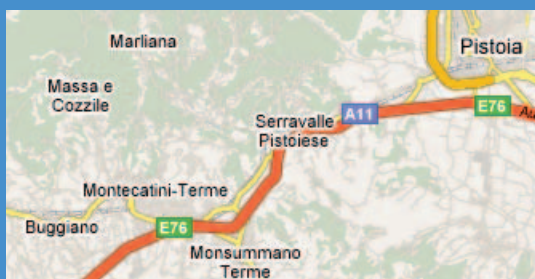 Marliana
Pistoia
Massa e
Cozzile
E76
A11
Serravalle
Pistoiese
Montecatini-Terme
Buggiano
E76
Monsummano
Terme